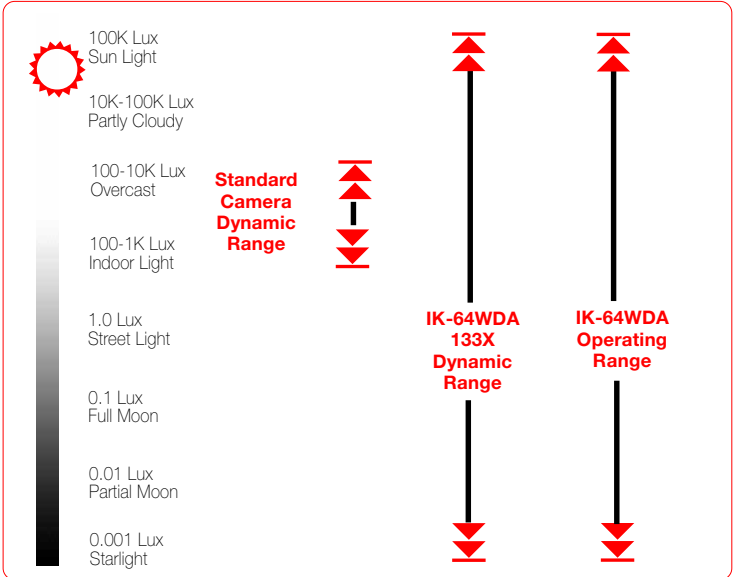 100K Lux
Sun Light
10K-100K Lux
Partly Cloudy
100-10K Lux
Overcast
100-1K Lux
Indoor Light
1.0 Lux
Street Light
0.1 Lux
Full Moon
0.01 Lux
Partial Moon
0.001 Lux
Starlight
Standard
Camera
Dynamic
Range
IK-64WDA
133X
Dynamic
Range
IK-64WDA
Operating
Range